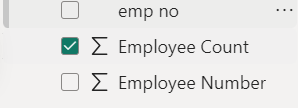 emp no ...
∑ Employee Count
∑ Employee Number